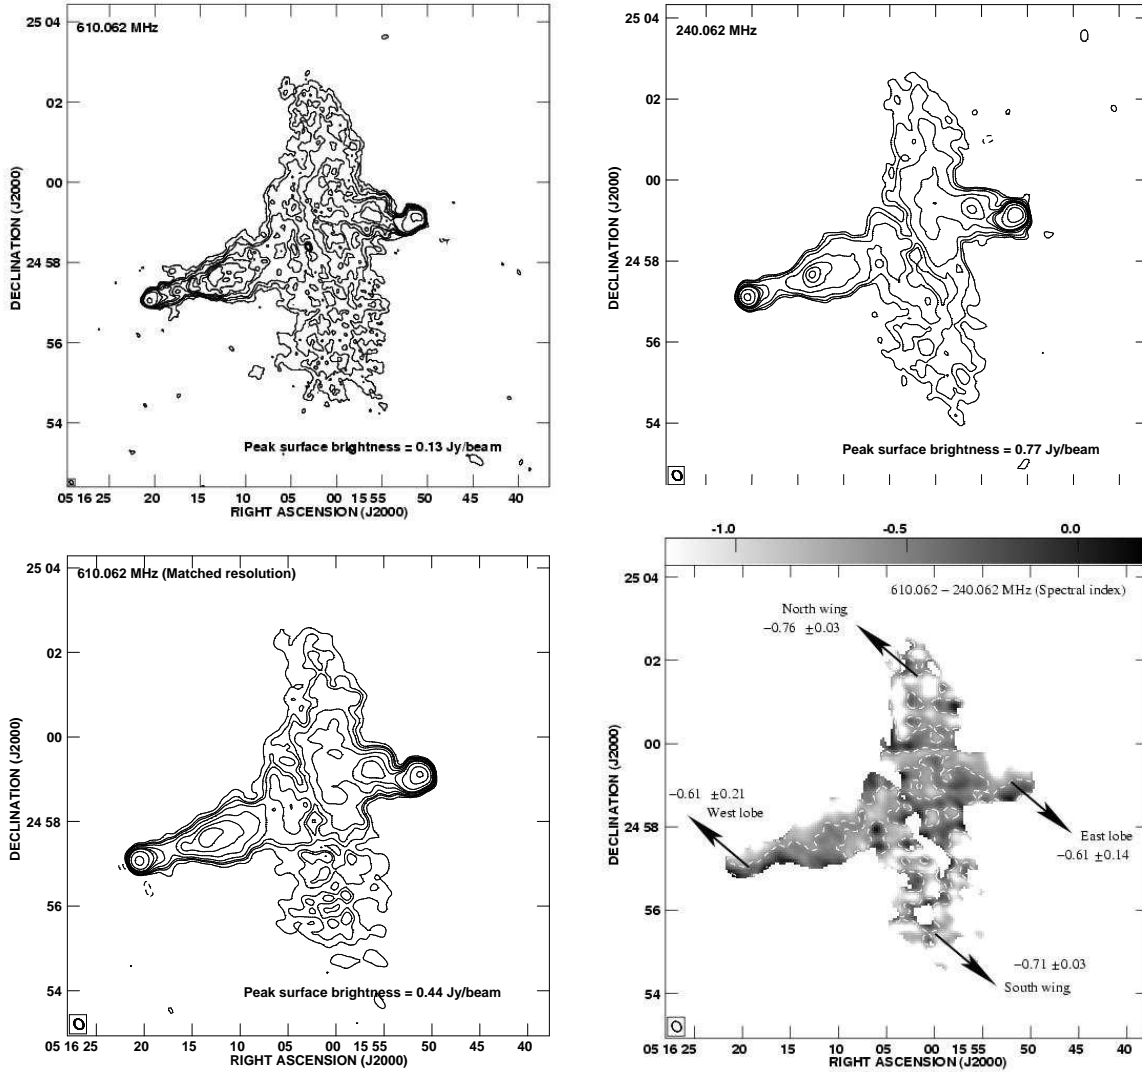 25 04
610.062 MHz
02
00
24 58
56
54
DECLINATION (J2000)
Peak surface brightness = 0.13 Jy/beam
05 16 25 20 15 10 05 00 15 55 50 45 40
RIGHT ASCENSION (J2000)
25 04
240.062 MHz
02
00
24 58
56
54
DECLINATION (J2000)
Peak surface brightness = 0.77 Jy/beam
25 04
610.062 MHz (Matched resolution)
02
00
24 58
56
54
DECLINATION (J2000)
Peak surface brightness = 0.44 Jy/beam
05 16 25 20 15 10 05 00 15 55 50 45 40
RIGHT ASCENSION (J2000)
-1.0 -0.5 0.0
25 04
610.062 − 240.062 MHz (Spectral index)
North wing
−0.76 ±0.03
02
00
−0.61 ±0.21
West lobe
24 58
East lobe
−0.61 ±0.14
56
−0.71 ±0.03
South wing
54
DECLINATION (J2000)
05 16 25 20 15 10 05 00 15 55 50 45 40
RIGHT ASCENSION (J2000)